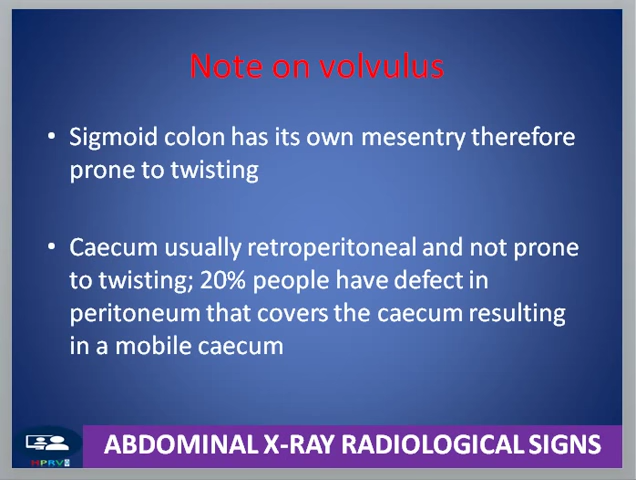 Note on volvulus
• Sigmoid colon has its own mesentry therefore
prone to twisting
• Caecum usually retroperitoneal and not prone
to twisting; 20% people have defect in
peritoneum that covers the caecum resulting
in a mobile caecum
ABDOMINAL X-RAY RADIOLOGICAL SIGNS